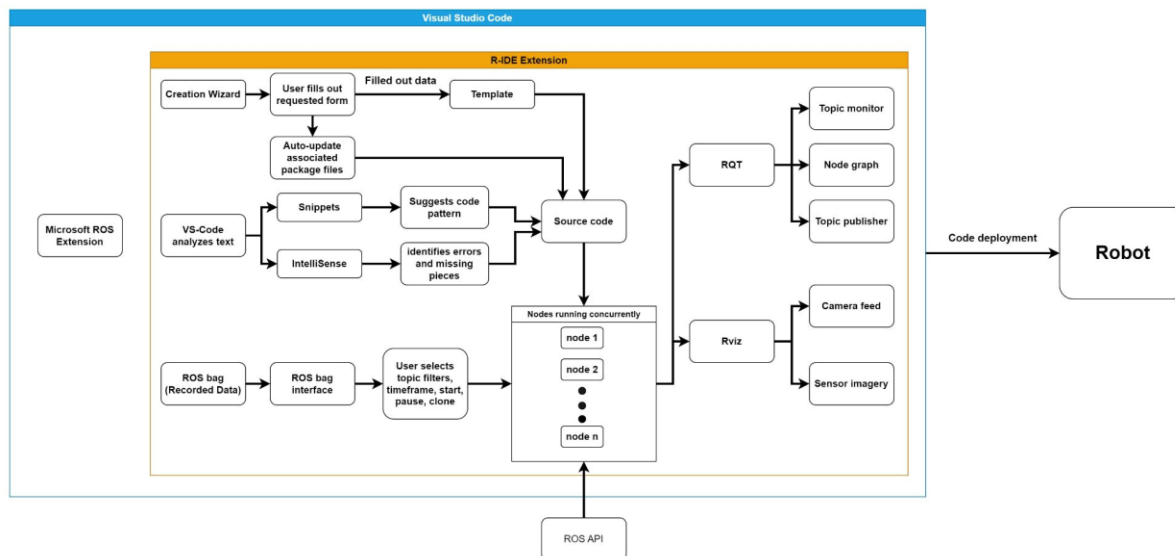 Visual Studio Code
R-IDE Extension
Creation Wizard
User fills out
requested form
Filled out data
Template
Auto-update
associated
package files
Topic monitor
RQT
Node graph
Topic publisher
Microsoft ROS
Extension
VS-Code
analyzes text
Snippets
Suggests code
pattern
Source code
IntelliSense
identifies errors
and missing
pieces
Code deployment
Robot
Nodes running concurrently
node 1
node 2
node n
Rviz
Camera feed
Sensor imagery
ROS bag
(Recorded Data)
ROS bag
interface
User selects
topic filters,
timeframe, start,
pause, clone
ROS API